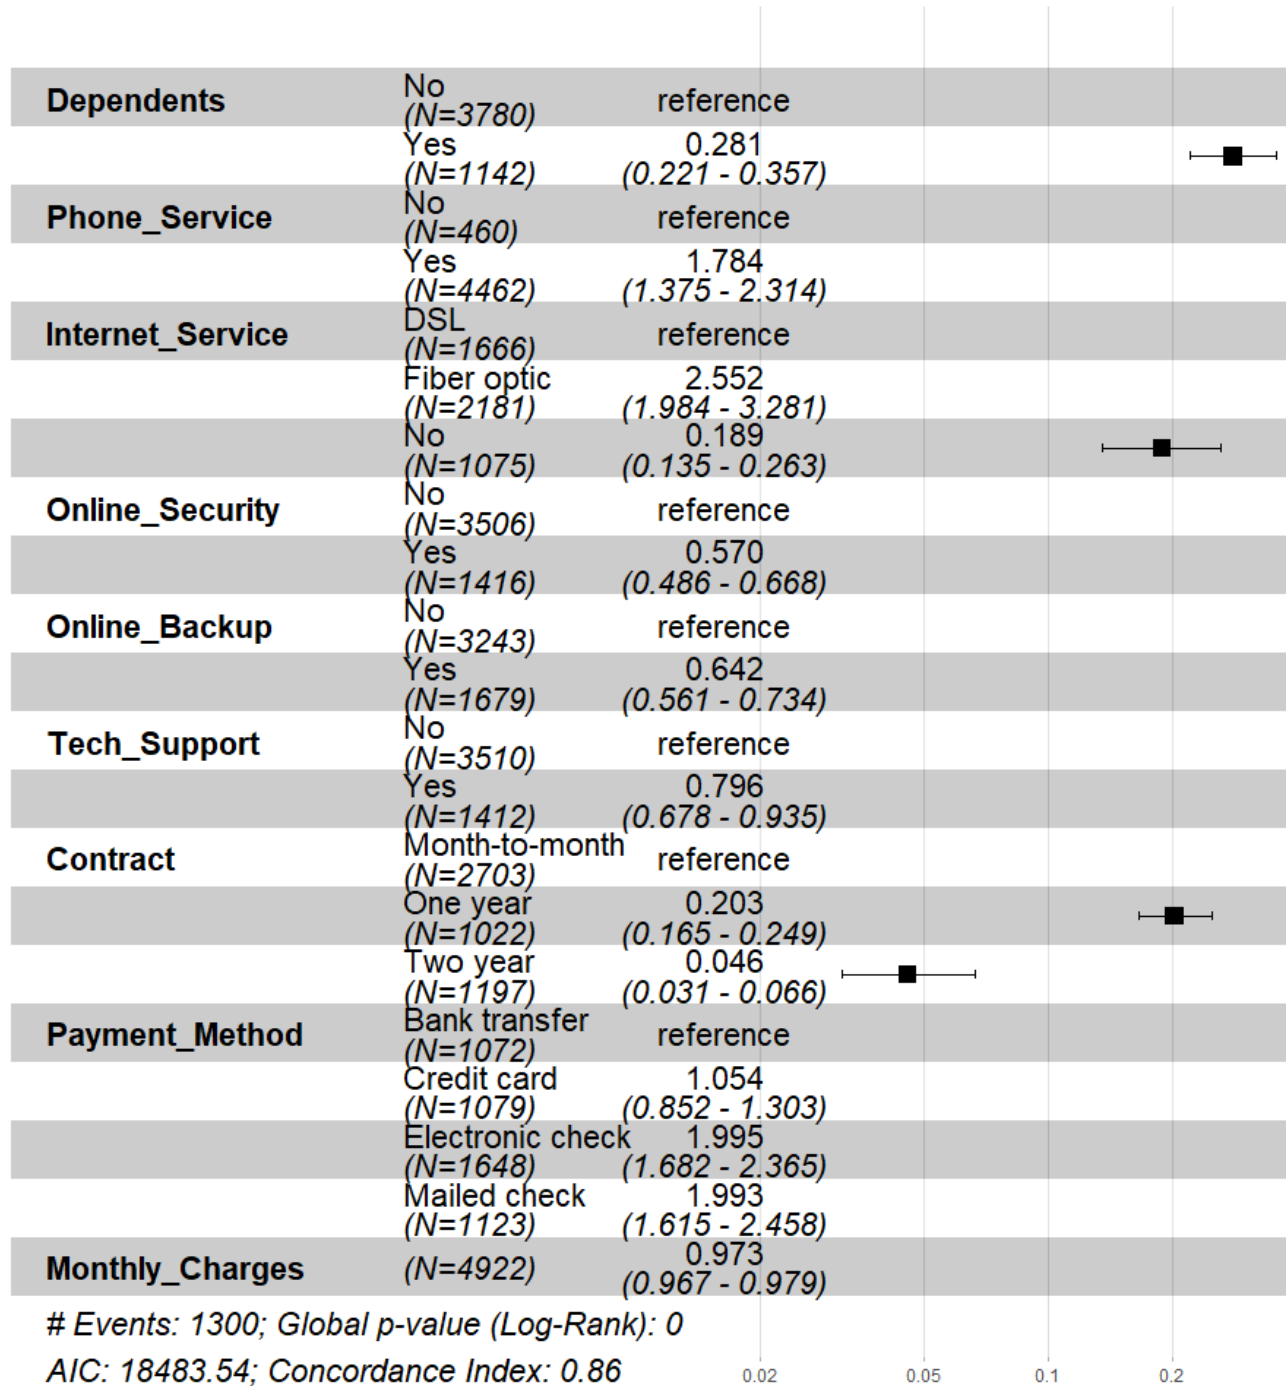 Dependents No reference
(N=3780)
Yes 0.281
(N=1142) (0.221 - 0.357)
Phone_Service No reference
(N=460)
Yes 1.784
(N=4462) (1.375 - 2.314)
Internet_Service DSL reference
(N=1666)
Fiber optic 2.552
(N=2181) (1.984 - 3.281)
No 0.189
(N=1075) (0.135 - 0.263)
Online_Security No reference
(N=3506)
Yes 0.570
(N=1416) (0.486 - 0.668)
Online_Backup No reference
(N=3243)
Yes 0.642
(N=1679) (0.561 - 0.734)
Tech_Support No reference
(N=3510)
Yes 0.796
(N=1412) (0.678 - 0.935)
Contract Month-to-month reference
(N=2703)
One year 0.203
(N=1022) (0.165 - 0.249)
Two year 0.046
(N=1197) (0.031 - 0.066)
Payment_Method Bank transfer reference
(N=1072)
Credit card 1.054
(N=1079) (0.852 - 1.303)
Electronic check 1.995
(N=1648) (1.682 - 2.365)
Mailed check 1.993
(N=1123) (1.615 - 2.458)
Monthly_Charges (N=4922) 0.973
(0.967 - 0.979)
# Events: 1300; Global p-value (Log-Rank): 0
AIC: 18483.54; Concordance Index: 0.86
0.02 0.05 0.1 0.2